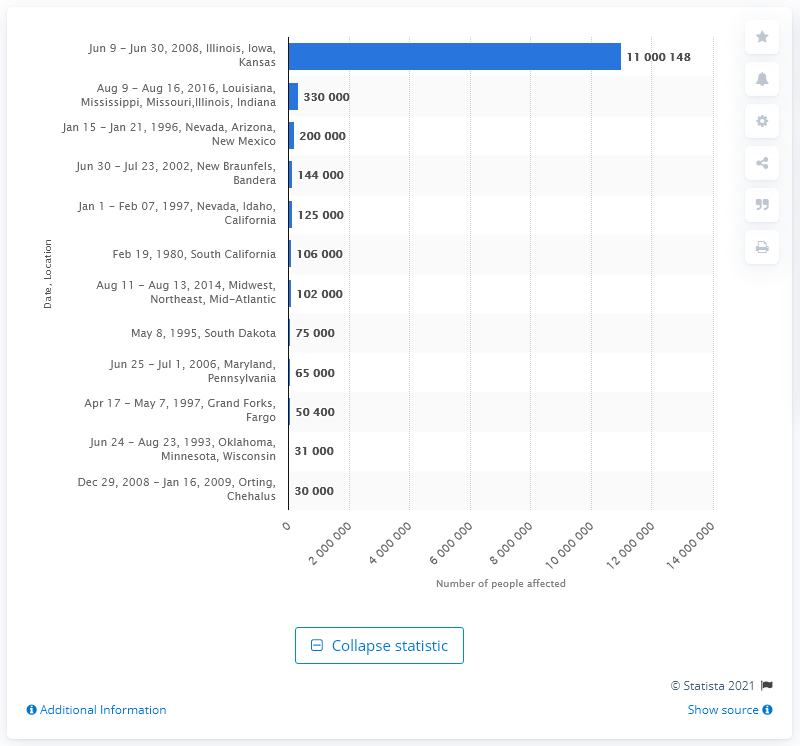 Jun 9 – Jun 30, 2008, Illinois, Iowa,
Kansas
11 000 148
Aug 9 – Aug 16, 2016, Louisiana,
Mississippi, Missouri,Illinois, Indiana
330 000
Jan 15 – Jan 21, 1996, Nevada, Arizona,
New Mexico
200 000
Jun 30 – Jul 23, 2002, New Braunfels,
Bandera
144 000
Jan 1 – Feb 07, 1997, Nevada, Idaho,
California
125 000
Feb 19, 1980, South California
106 000
Aug 11 – Aug 13, 2014, Midwest,
Northeast, Mid-Atlantic
102 000
May 8, 1995, South Dakota
75 000
Jun 25 – Jul 1, 2006, Maryland,
Pennsylvania
65 000
Apr 17 – May 7, 1997, Grand Forks,
Fargo
50 400
Jun 24 – Aug 23, 1993, Oklahoma,
Minnesota, Wisconsin
31 000
Dec 29, 2008 – Jan 16, 2009, Orting,
Chehalus
30 000
Date, Location
0
2 000 000
4 000 000
6 000 000
8 000 000
10 000 000
12 000 000
14 000 000
Number of people affected
Collapse statistic
© Statista 2021
Additional Information
Show source